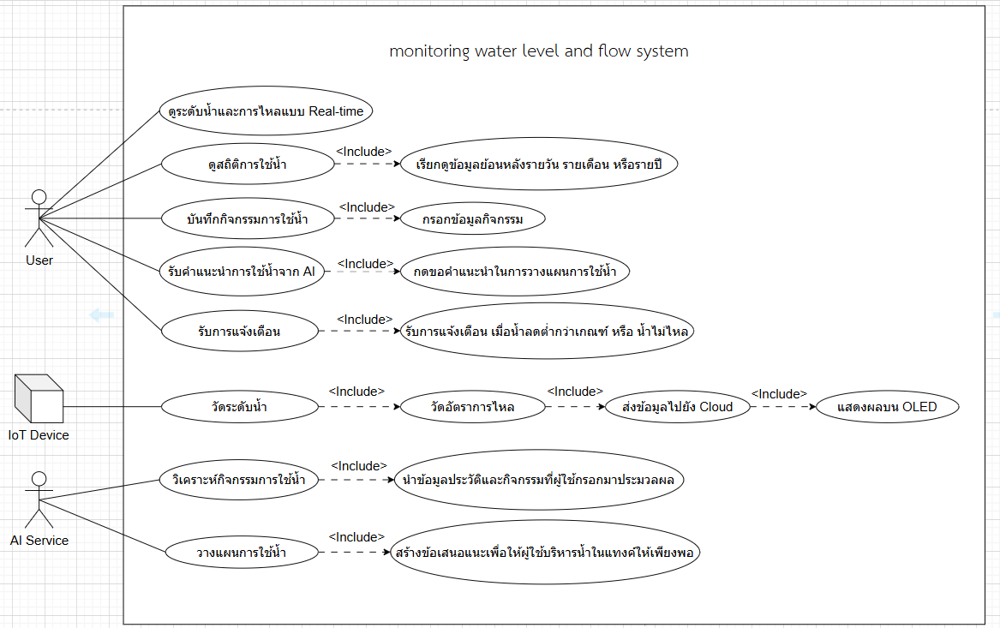 monitoring water level and flow system
ดูระดับน้ำและการไหลแบบ Real-time
ดูสถิติการใช้น้ำ
<Include>
เรียกดูข้อมูลย้อนหลังรายวัน รายเดือน หรือรายปี
บันทึกกิจกรรมการใช้น้ำ
<Include>
กรอกข้อมูลกิจกรรม
User
รับคำแนะนำการใช้น้ำจาก AI
<Include>
กดขอคำแนะนำในการวางแผนการใช้น้ำ
รับการแจ้งเตือน
<Include>
รับการแจ้งเตือน เมื่อน้ำลดต่ำกว่าเกณฑ์ หรือ น้ำไม่ไหล
IoT Device
วัดระดับน้ำ
<Include>
วัดอัตราการไหล
<Include>
ส่งข้อมูลไปยัง Cloud
<Include>
แสดงผลบน OLED
วิเคราะห์กิจกรรมการใช้น้ำ
<Include>
นำข้อมูลประวัติและกิจกรรมที่ผู้ใช้กรอกมาประมวลผล
AI Service
วางแผนการใช้น้ำ
<Include>
สร้างข้อเสนอแนะเพื่อให้ผู้ใช้บริหารน้ำในแทงค์ให้เพียงพอ